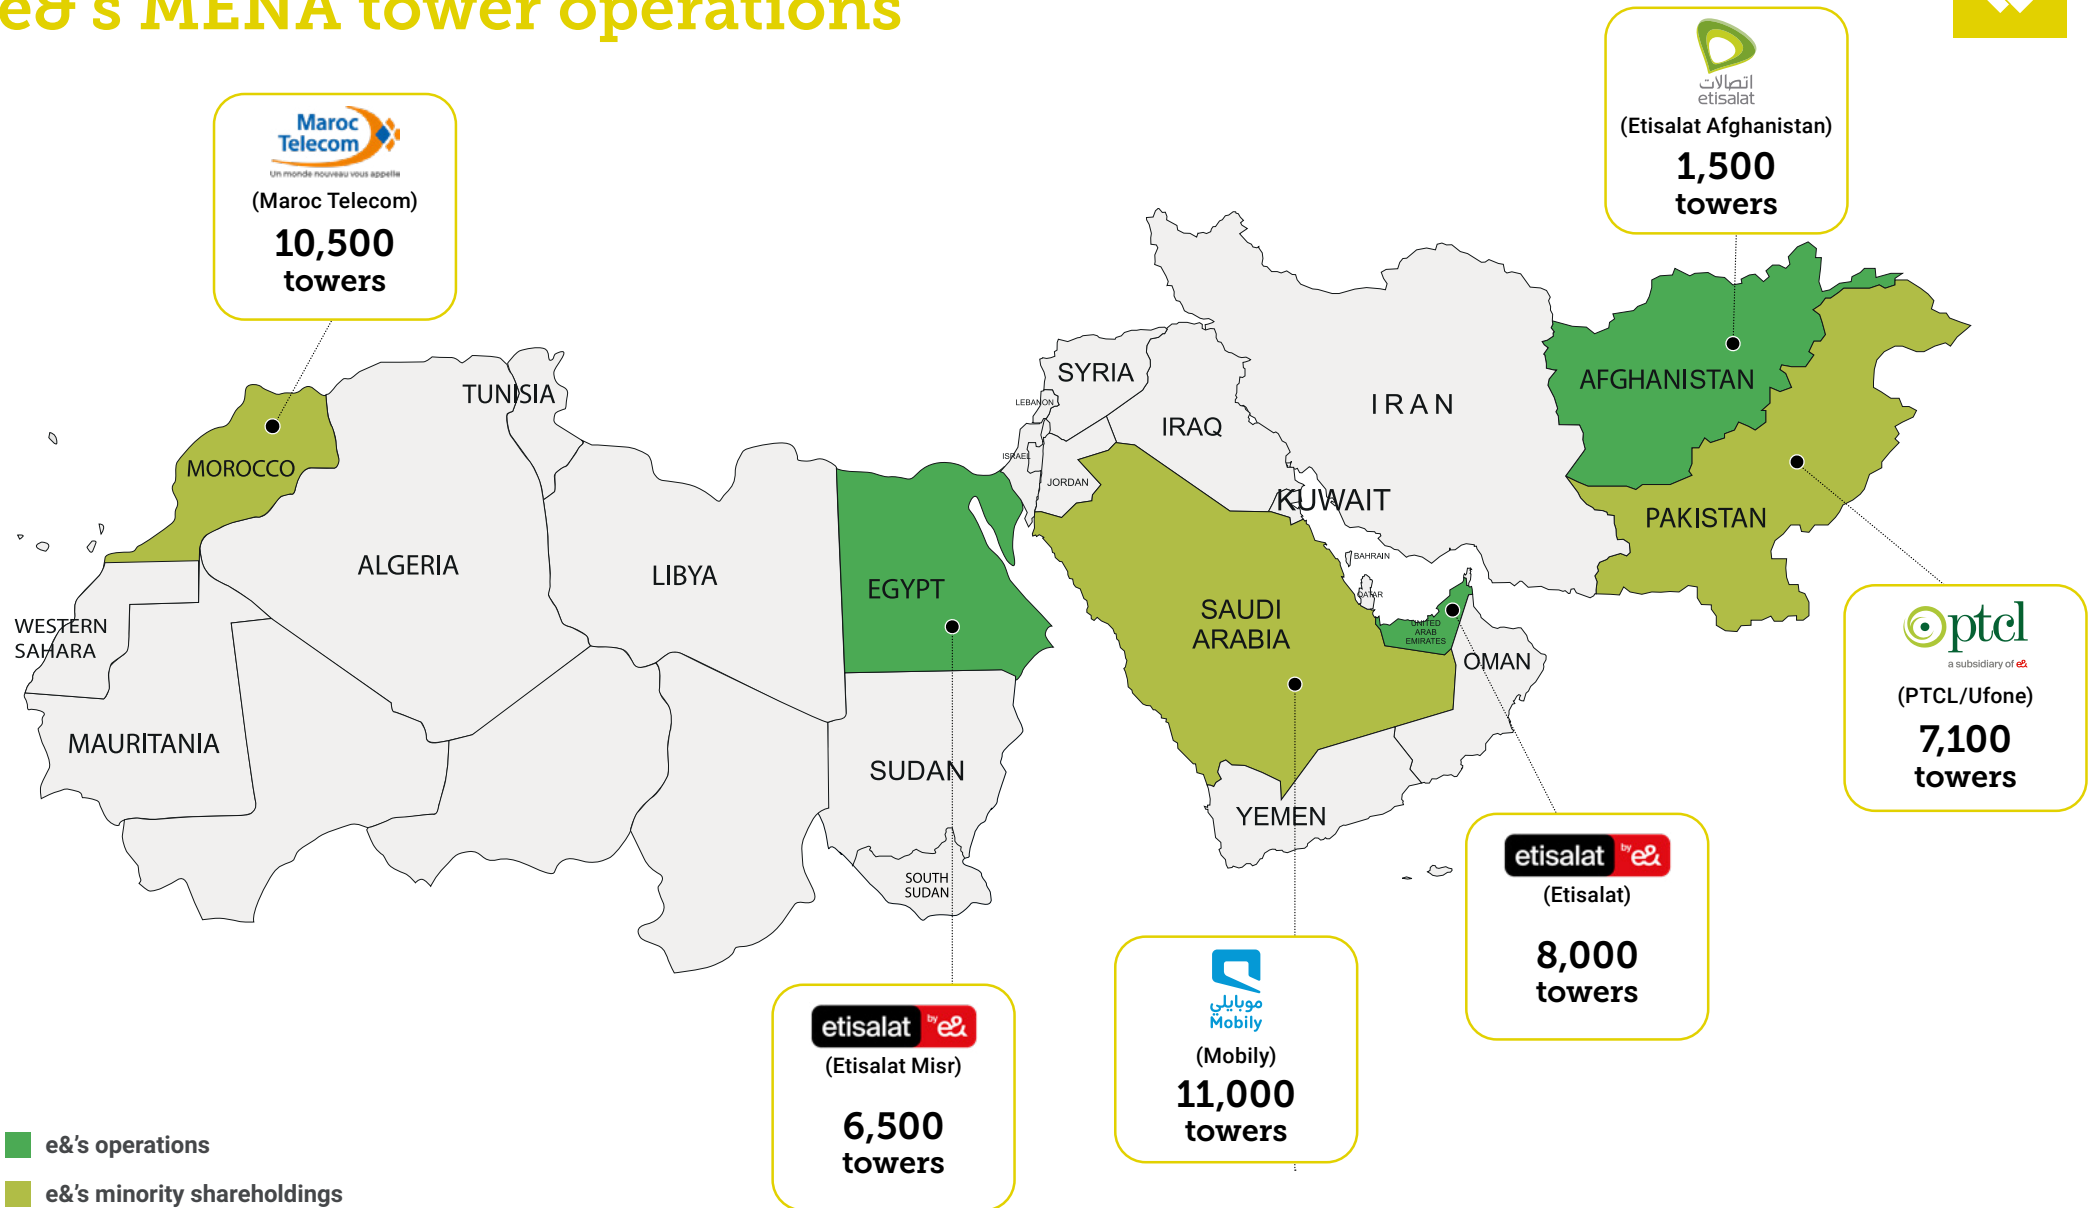 e&'s MENA tower operations
Maroc
Telecom
Un monde nouveau vous appelle
(Maroc Telecom)
10,500
towers
اتصالات
etisalat
(Etisalat Afghanistan)
1,500
towers
TUNISIA
SYRIA
LEBANON
IRAQ
IRAN
AFGHANISTAN
MOROCCO
ISRAEL
JORDAN
KUWAIT
PAKISTAN
ALGERIA
LIBYA
EGYPT
BAHRAIN
QATAR
SAUDI
ARABIA
UNITED
ARAB
EMIRATES
OMAN
WESTERN
SAHARA
MAURITANIA
SUDAN
YEMEN
SOUTH
SUDAN
ptcl
a subsidiary of e&
(PTCL/Ufone)
7,100
towers
etisalat by e&
(Etisalat)
8,000
towers
موبايلي
Mobily
(Mobily)
11,000
towers
etisalat by e&
(Etisalat Misr)
6,500
towers
e&'s operations
e&'s minority shareholdings